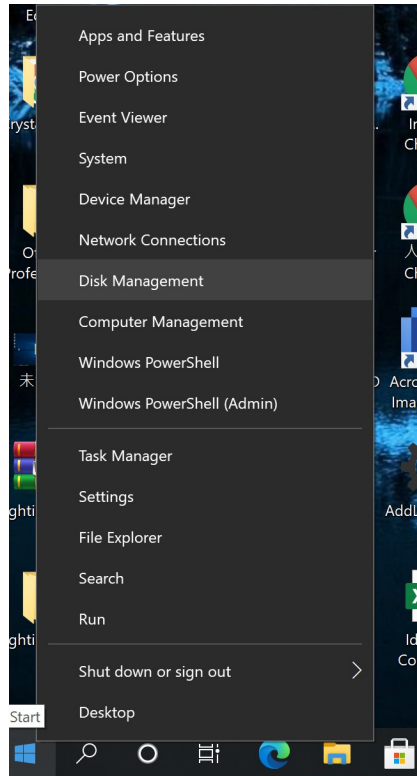 Apps and Features
Power Options
Event Viewer
System
Device Manager
Network Connections
Disk Management
Computer Management
Windows PowerShell
Windows PowerShell (Admin)
Task Manager
Settings
File Explorer
Search
Run
Shut down or sign out
Desktop
Start